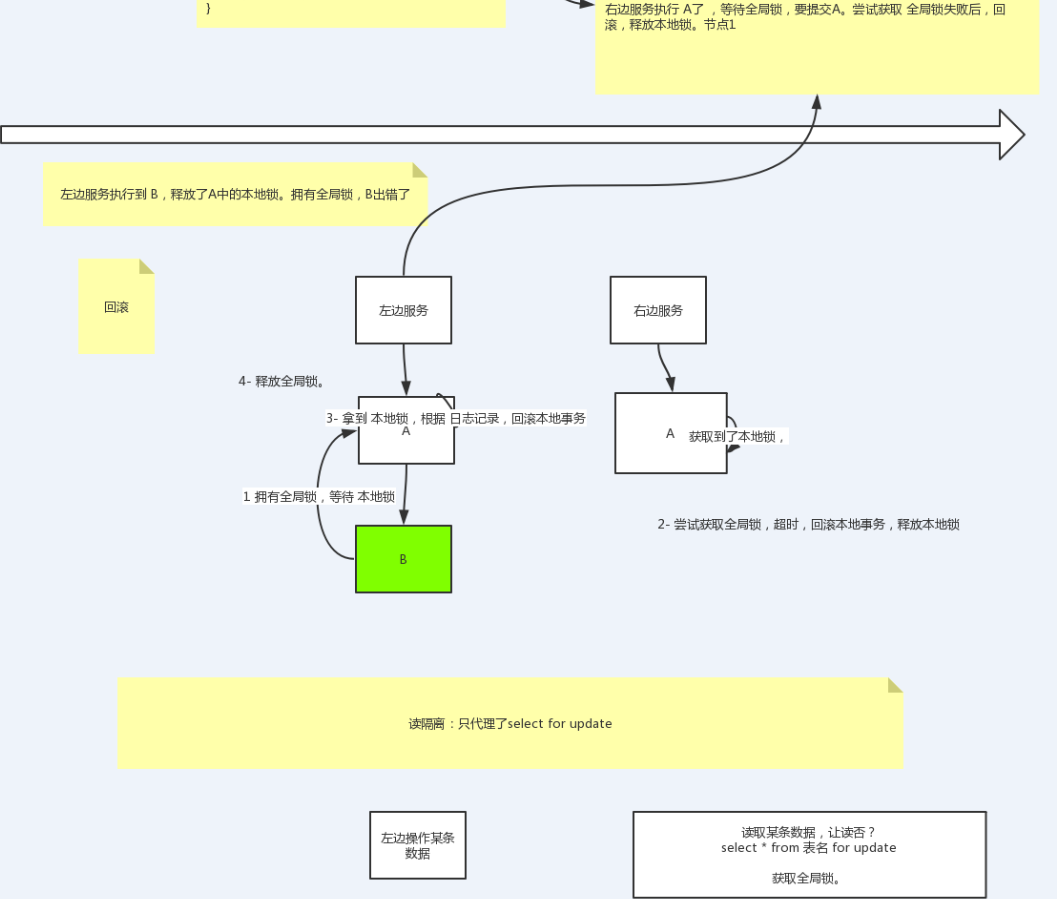 }
右边服务执行 A了 ，等待全局锁，要提交A。尝试获取 全局锁失败后，回
滚，释放本地锁。节点1
左边服务执行到 B，释放了A中的本地锁。拥有全局锁，B出错了
回滚
左边服务
右边服务
4- 释放全局锁。
3- 拿到 本地锁，根据 日志记录，回滚本地事务
A
A
获取到了本地锁，
1 拥有全局锁，等待 本地锁
2- 尝试获取全局锁，超时，回滚本地事务，释放本地锁
B
读隔离：只代理了select for update
左边操作某条
数据
读取某条数据，让读否？
select * from 表名 for update
获取全局锁。